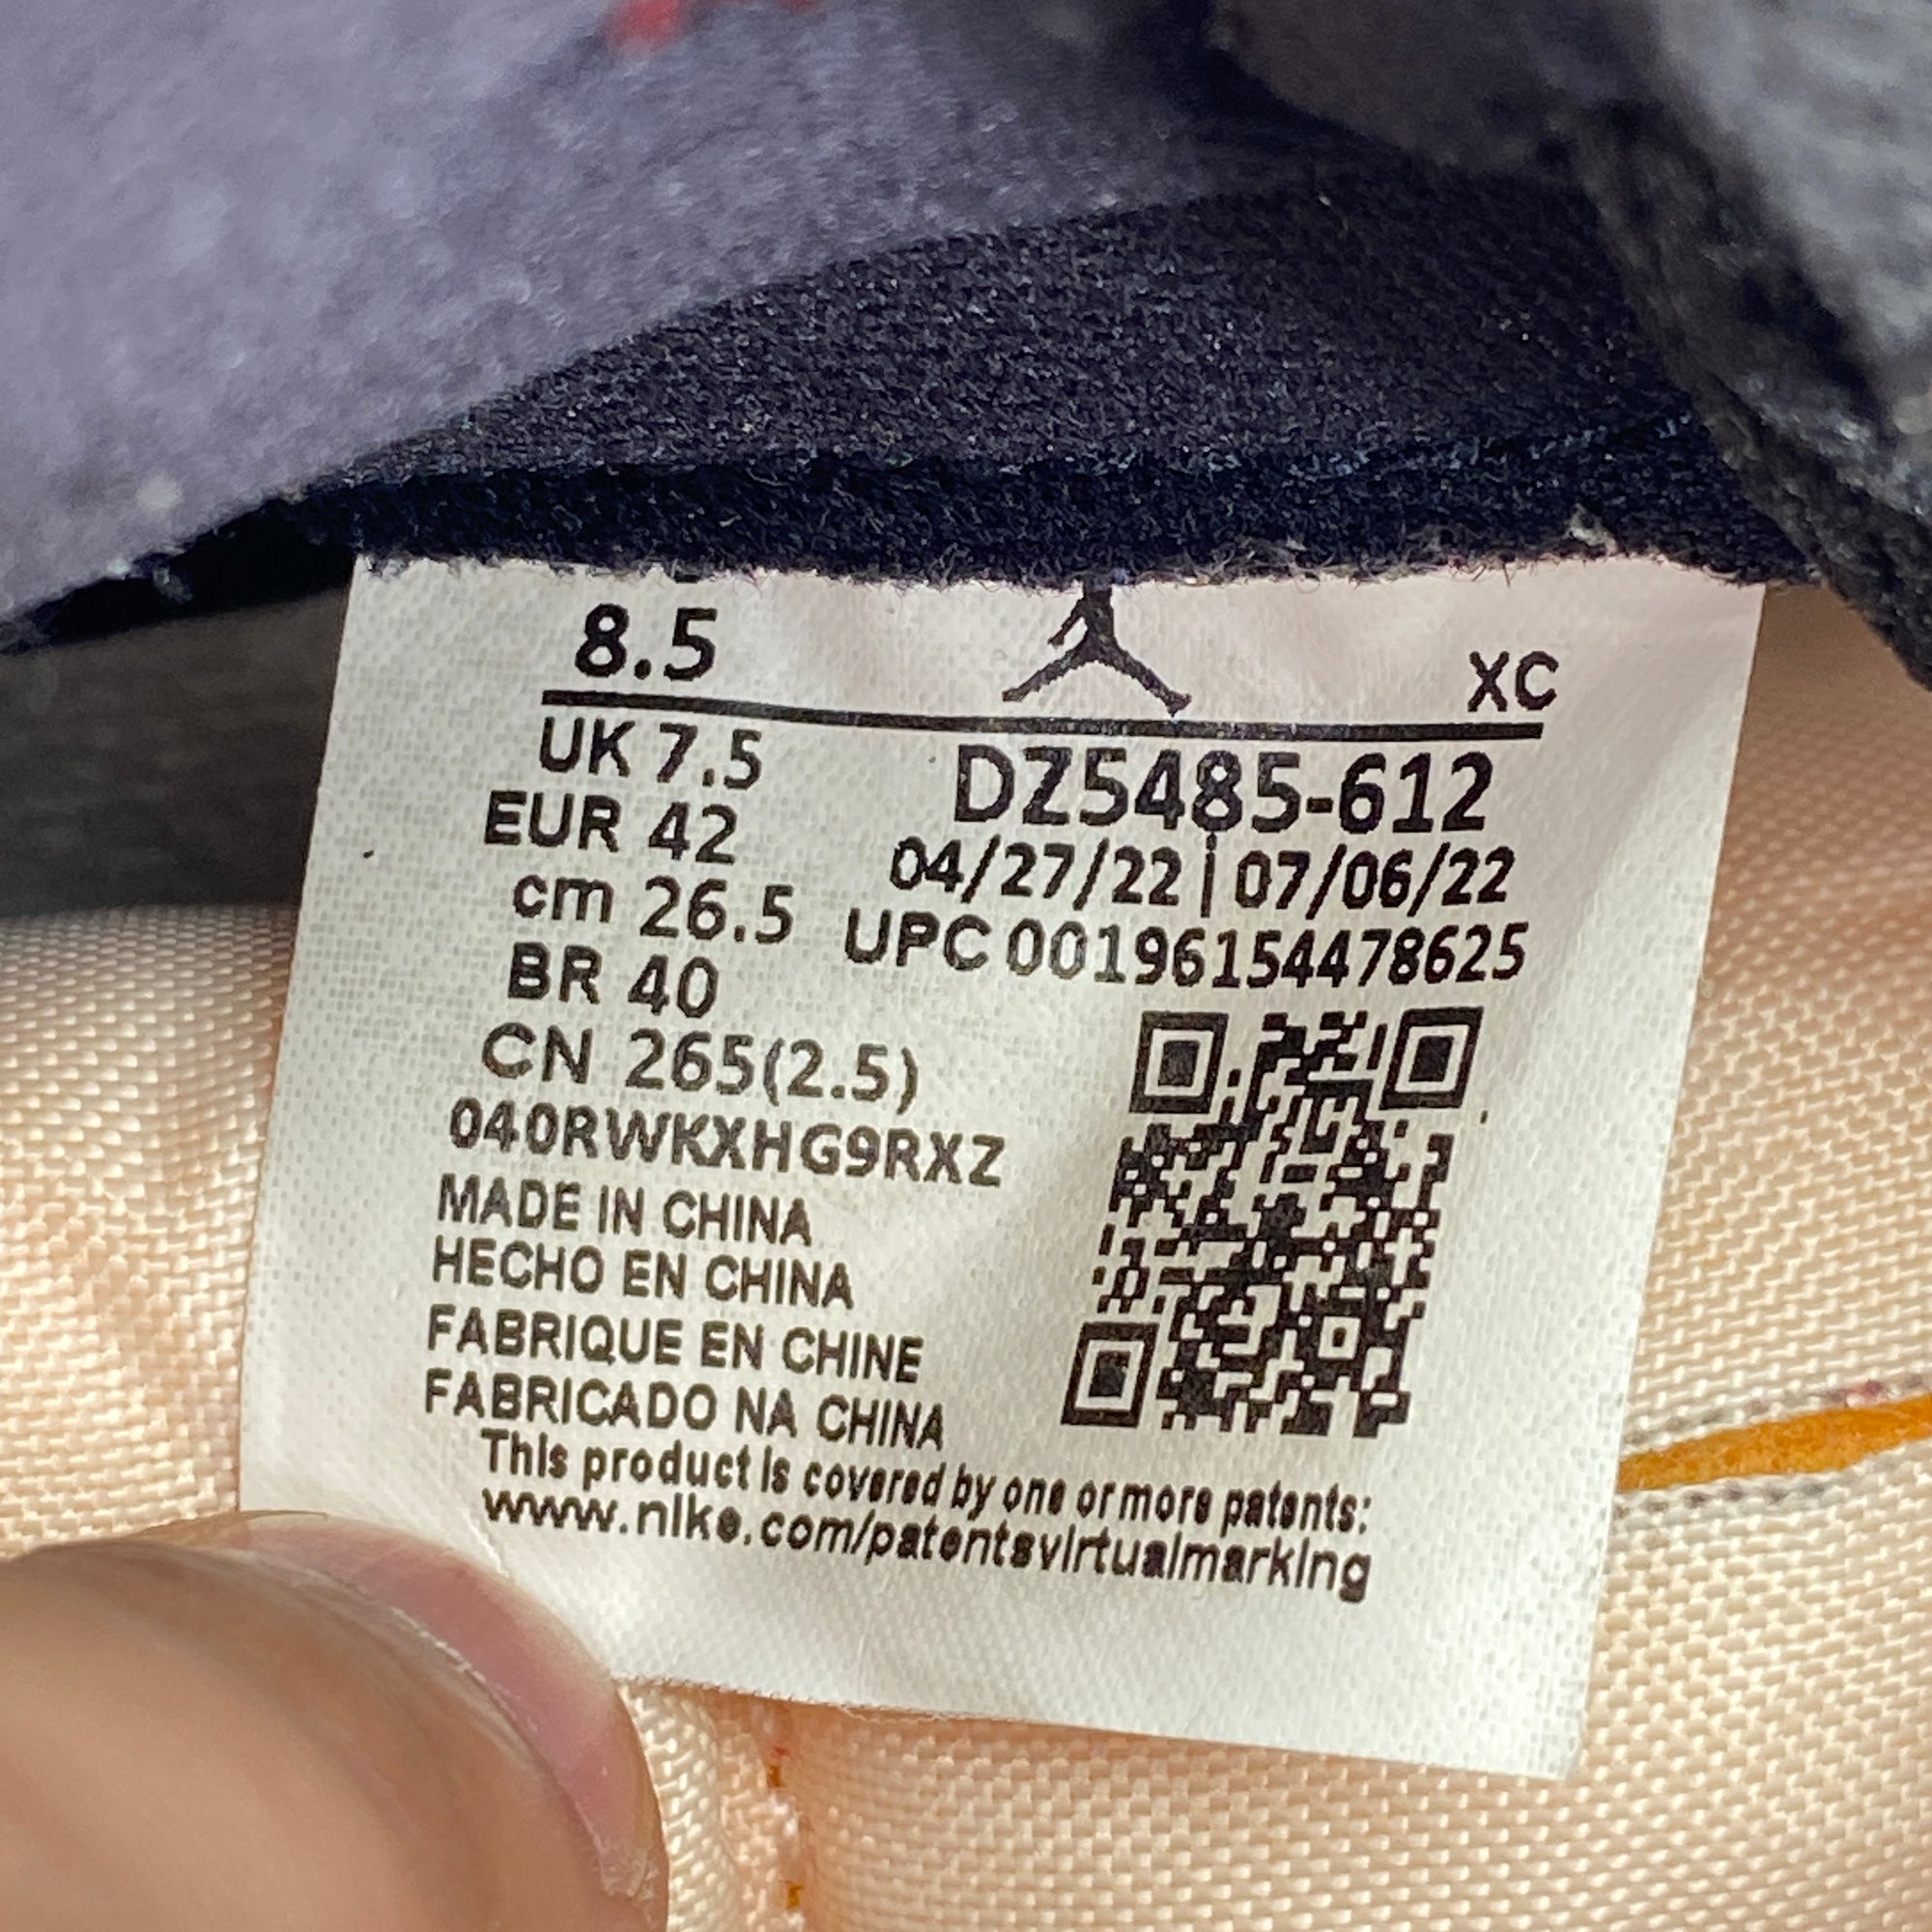 8.5
XC
UK 7.5
DZ5485-612
EUR 42
04/27/22 | 07/06/22
cm 26.5
UPC 00196154478625
BR 40
CN 265(2.5)
040RWKXHG9RXZ
MADE IN CHINA
HECHO EN CHINA
FABRIQUE EN CHINE
FABRICADO NA CHINA
This product is covered by one or more patents:
www.nike.com/patentsvirtualmarking